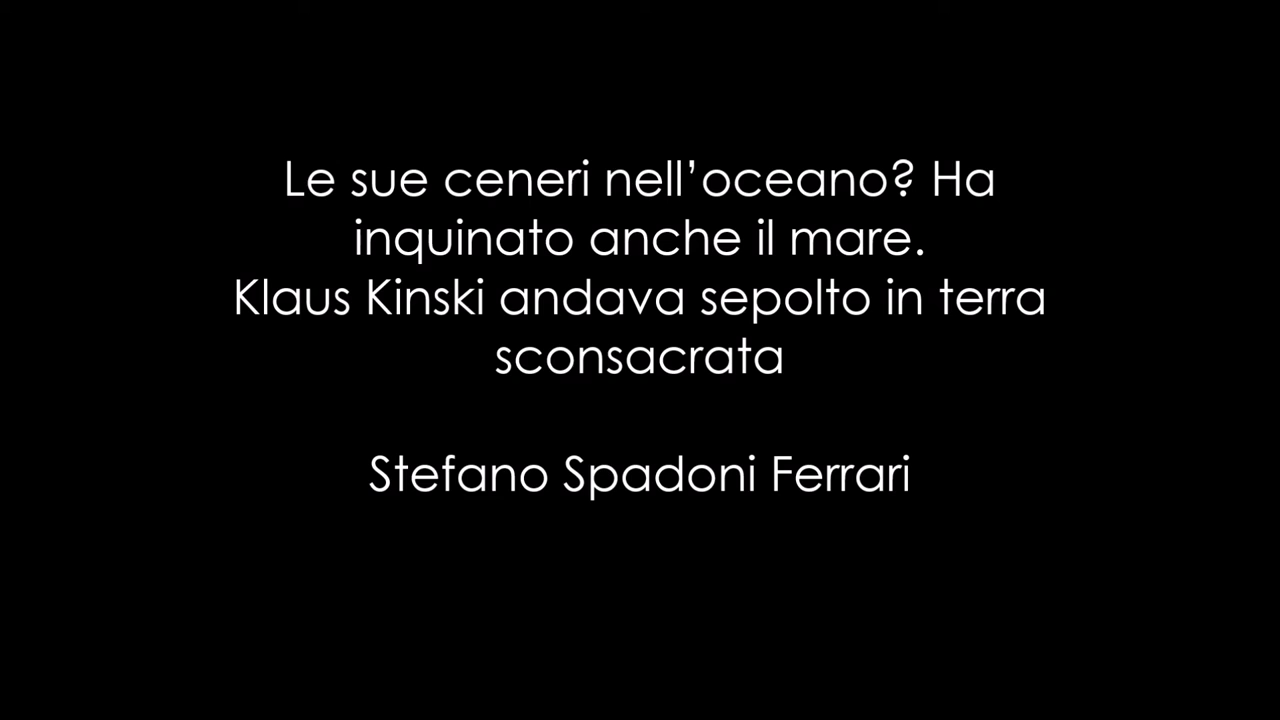 Le sue ceneri nell’oceano? Ha
inquinato anche il mare.
Klaus Kinski andava sepolto in terra
sconsacrata
Stefano Spadoni Ferrari